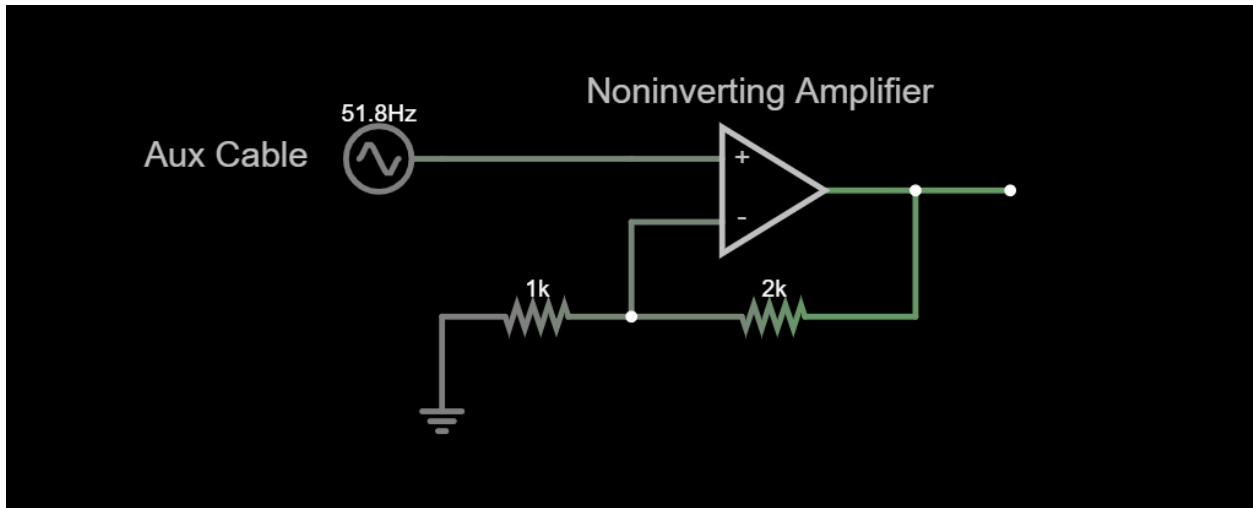 Noninverting Amplifier
51.8Hz
Aux Cable
+
-
1k
2k